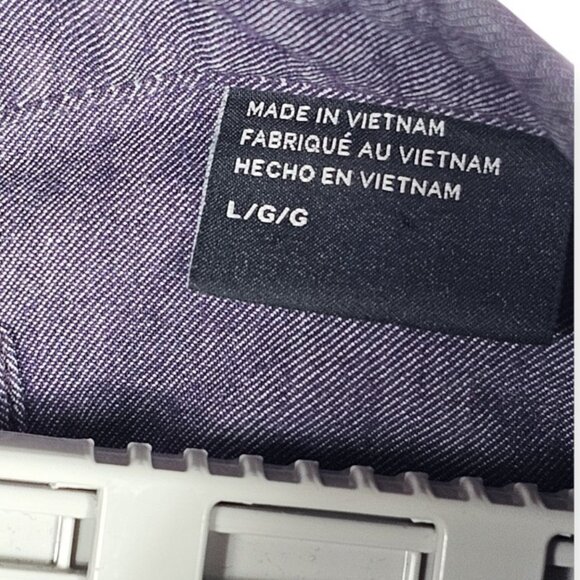 MADE IN VIETNAM
FABRIQUÉ AU VIETNAM
HECHO EN VIETNAM
L/G/G